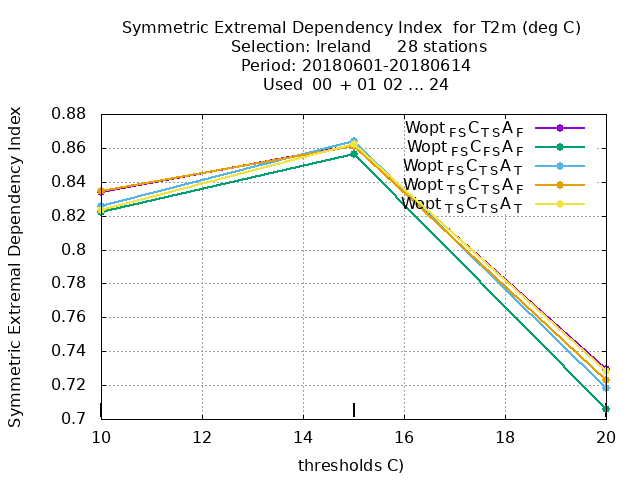 Symmetric Extremal Dependency Index  for T2m (deg C)
Selection: Ireland     28 stations
Period: 20180601-20180614
Used  00  + 01 02 ... 24
Symmetric Extremal Dependency Index
0.88
0.86
0.84
0.82
0.8
0.78
0.76
0.74
0.72
0.7
Wopt FS C TS A F
Wopt FS C FS A F
Wopt FS C TS A T
Wopt TS C TS A F
Wopt TS C TS A T
10 12 14 16 18 20
thresholds C)